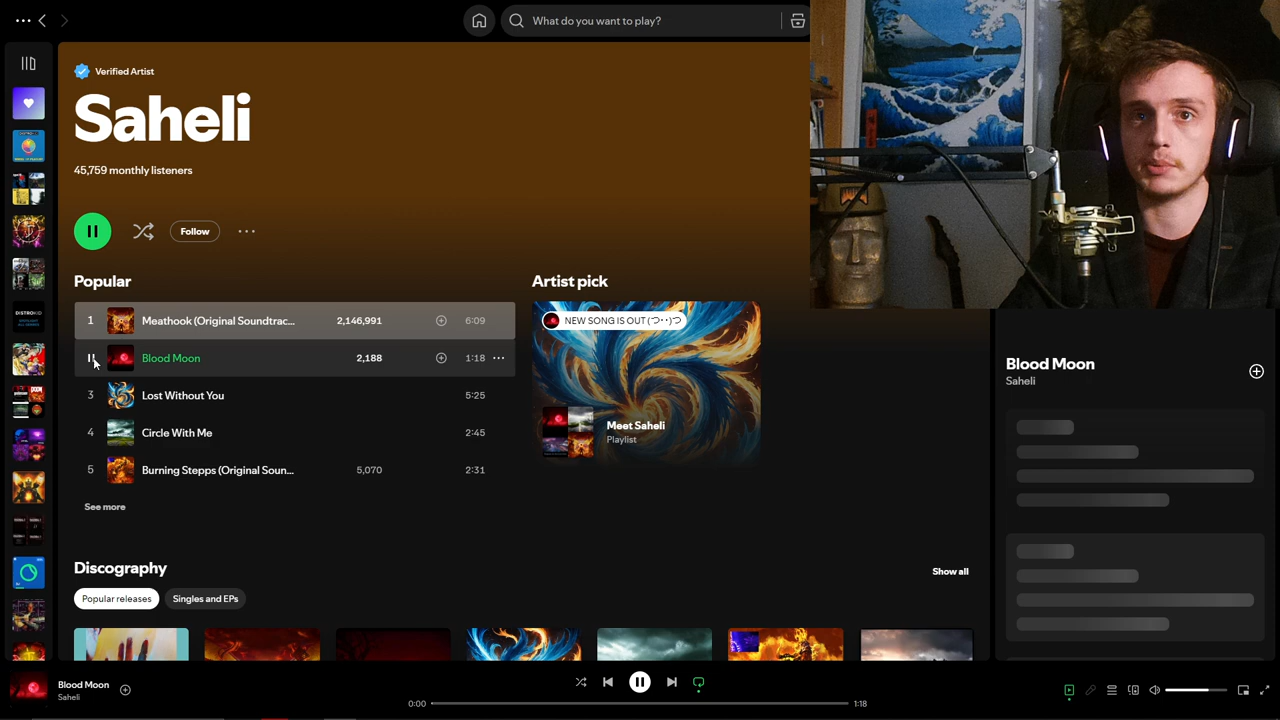 What do you want to play?
Verified Artist
Saheli
45,759 monthly listeners
Follow
Popular
1 Meathook (Original Soundtrac... 2,146,991 6:09
Blood Moon 2,188 1:18
3 Lost Without You 5:25
4 Circle With Me 2:45
5 Burning Stepps (Original Soun... 5,070 2:31
See more
Artist pick
NEW SONG IS OUT (つ･･)つ
Meet Saheli
Playlist
Blood Moon
Saheli
Discography
Show all
Popular releases
Singles and EPs
Blood Moon
Saheli
0:00
1:18